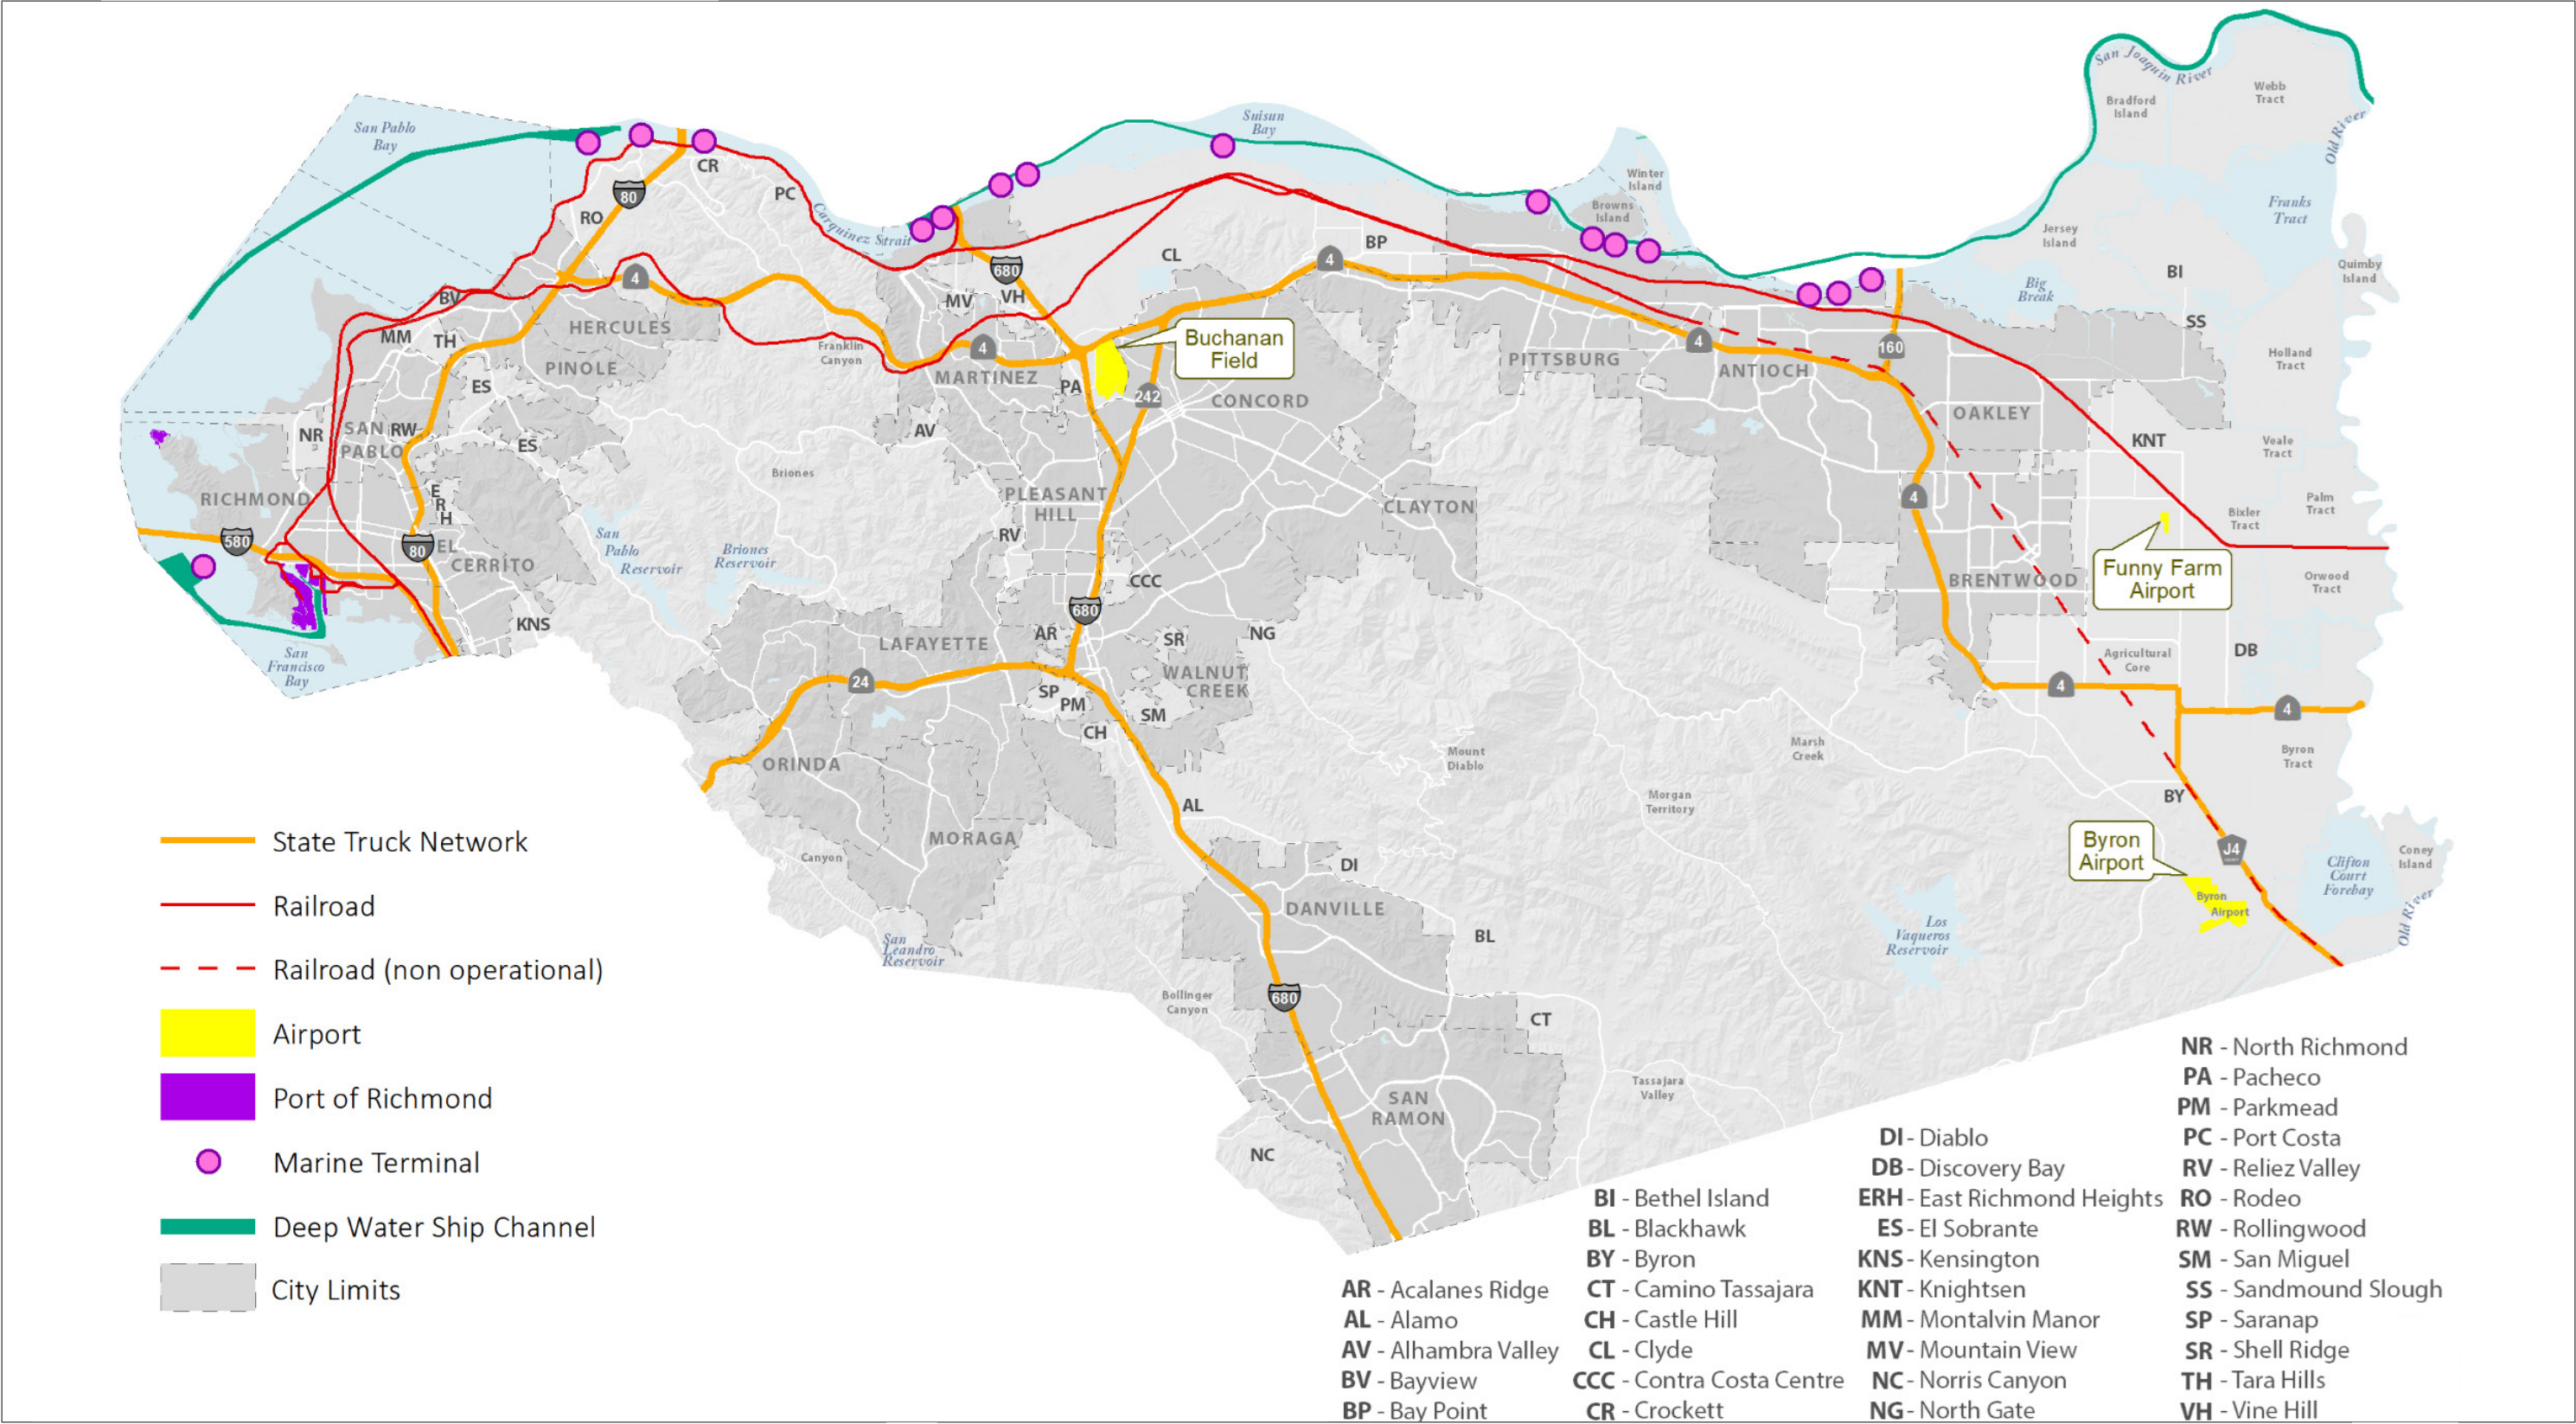 San Pablo
Bay
Suisun
Bay
San Joaquin River
Bradford
Island
Webb
Tract
Old River
CR
80
PC
RO
Carquinez Strait
Winter
Island
Browns
Island
Franks
Tract
Jersey
Island
Quimby
Island
BI
Big
Break
SS
4
680
CL
4
BP
BV
MV
VH
HERCULES
MM
TH
PINOLE
ES
Franklin
Canyon
4
MARTINEZ
PA
Buchanan
Field
242
CONCORD
PITTSBURG
4
ANTIOCH
160
Holland
Tract
OAKLEY
NR
SAN
PABLO
RW
ES
AV
Briones
KNT
Veale
Tract
RICHMOND
E
R
H
PLEASANT
HILL
CLAYTON
4
Palm
Tract
Bixler
Tract
580
80
EL
CERRITO
San
Pablo
Reservoir
Briones
Reservoir
RV
CCC
BRENTWOOD
Funny Farm
Airport
Orwood
Tract
KNS
680
LAFAYETTE
AR
SR
NG
WALNUT
CREEK
San
Francisco
Bay
24
SP
PM
SM
CH
Agricultural
Core
DB
4
4
ORINDA
Mount
Diablo
Marsh
Creek
Byron
Tract
Morgan
Territory
AL
BY
MORAGA
Canyon
DI
Byron
Airport
J4
Clifton
Court
Forebay
Coney
Island
Old River
DANVILLE
BL
Byron
Airport
San
Leandro
Reservoir
Los
Vaqueros
Reservoir
Bollinger
Canyon
680
CT
SAN
RAMON
Tassajara
Valley
NC
State Truck Network
Railroad
Railroad (non operational)
Airport
Port of Richmond
Marine Terminal
Deep Water Ship Channel
City Limits
AR - Acalanes Ridge
AL - Alamo
AV - Alhambra Valley
BV - Bayview
BP - Bay Point
BI - Bethel Island
BL - Blackhawk
BY - Byron
CT - Camino Tassajara
CH - Castle Hill
CL - Clyde
CCC - Contra Costa Centre
CR - Crockett
DI - Diablo
DB - Discovery Bay
ERH - East Richmond Heights
ES - El Sobrante
KNS - Kensington
KNT - Knightsen
MM - Montalvin Manor
MV - Mountain View
NC - Norris Canyon
NG - North Gate
NR - North Richmond
PA - Pacheco
PM - Parkmead
PC - Port Costa
RV - Reliez Valley
RO - Rodeo
RW - Rollingwood
SM - San Miguel
SS - Sandmound Slough
SP - Saranap
SR - Shell Ridge
TH - Tara Hills
VH - Vine Hill